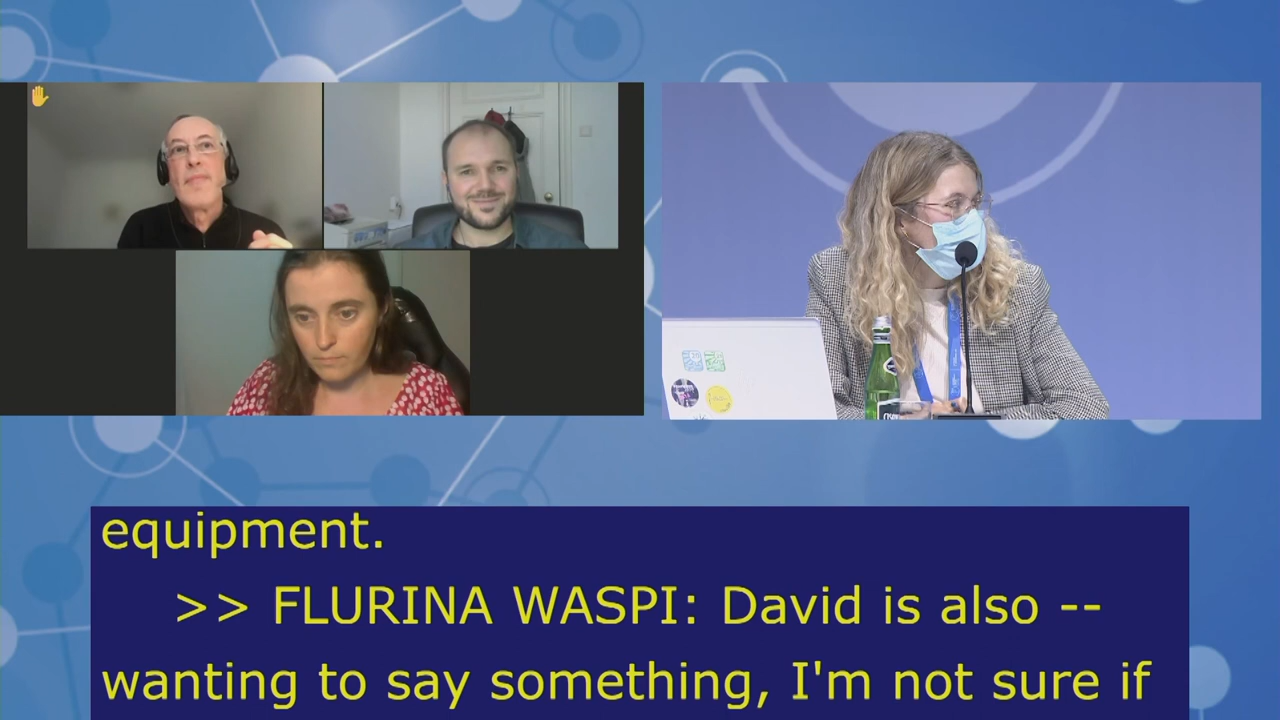 equipment.
>> FLURINA WASPI: David is also --
wanting to say something, I'm not sure if